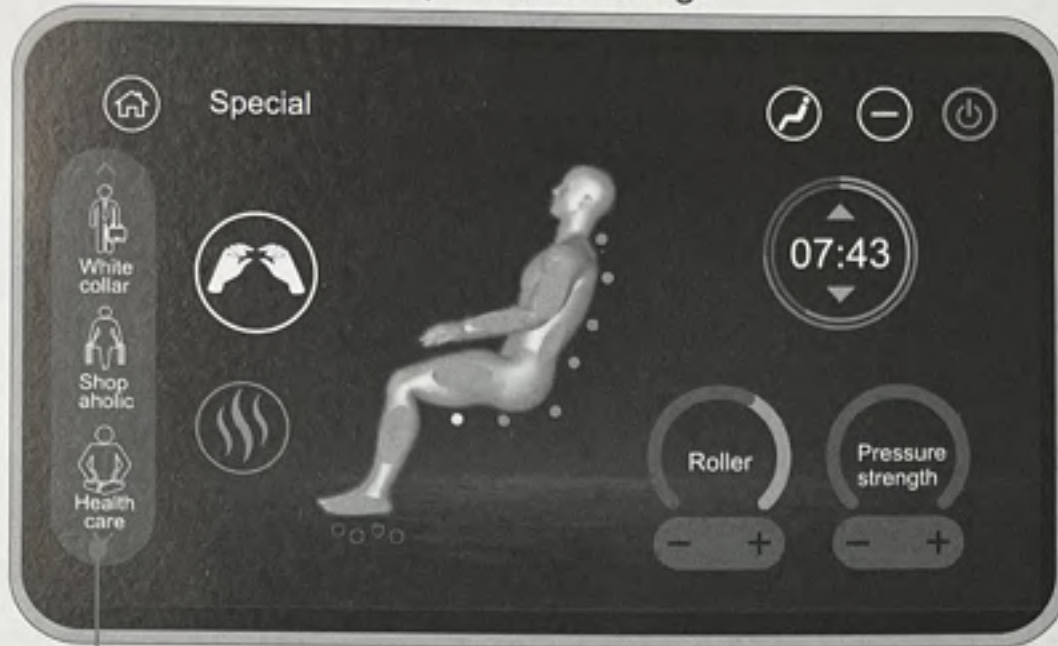 Special
07:43
White
collar
Shop
aholic
Health
care
Roller
Pressure
strength